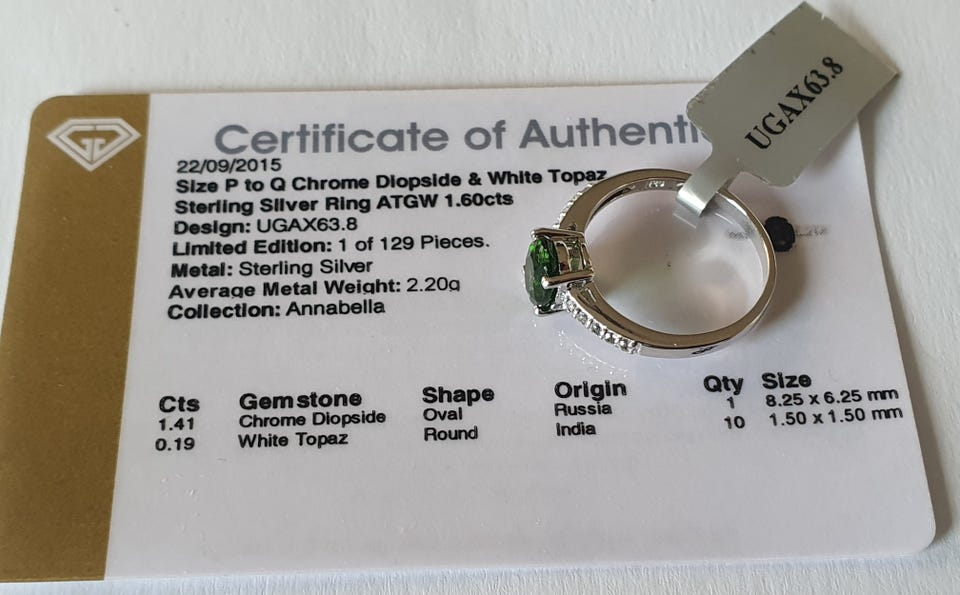 Certificate of Authenti
22/09/2015
Size P to Q Chrome Diopside & White Topaz
Sterling Silver Ring ATGW 1.60cts
Design: UGAX63.8
Limited Edition: 1 of 129 Pieces.
Metal: Sterling Silver
Average Metal Weight: 2.20g
Collection: Annabella
UGAX63.8
Cts Gemstone Shape Origin Qty Size
1.41 Chrome Diopside Oval Russia 1 8.25 x 6.25 mm
0.19 White Topaz Round India 10 1.50 x 1.50 mm